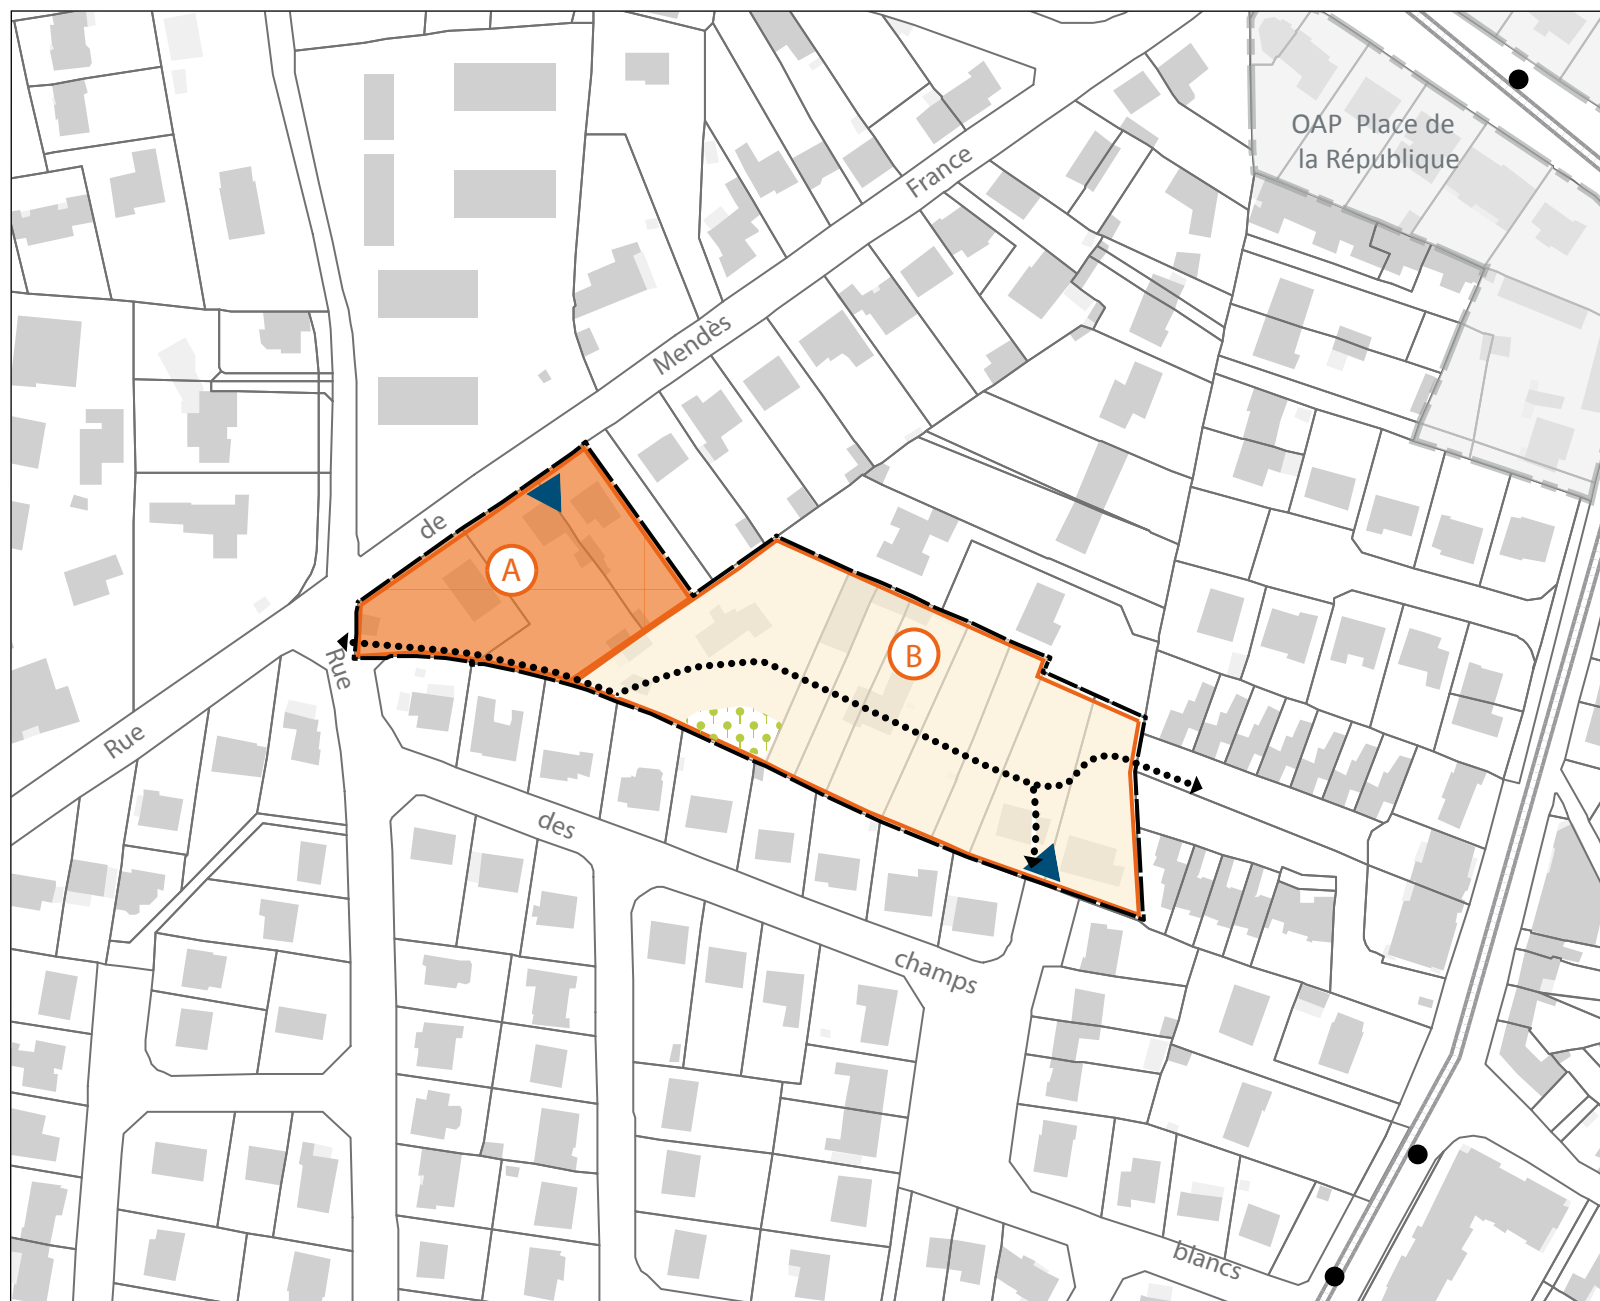 OAP Place de
la République
Rue de Mendès France
A
B
Rue des champs blancs